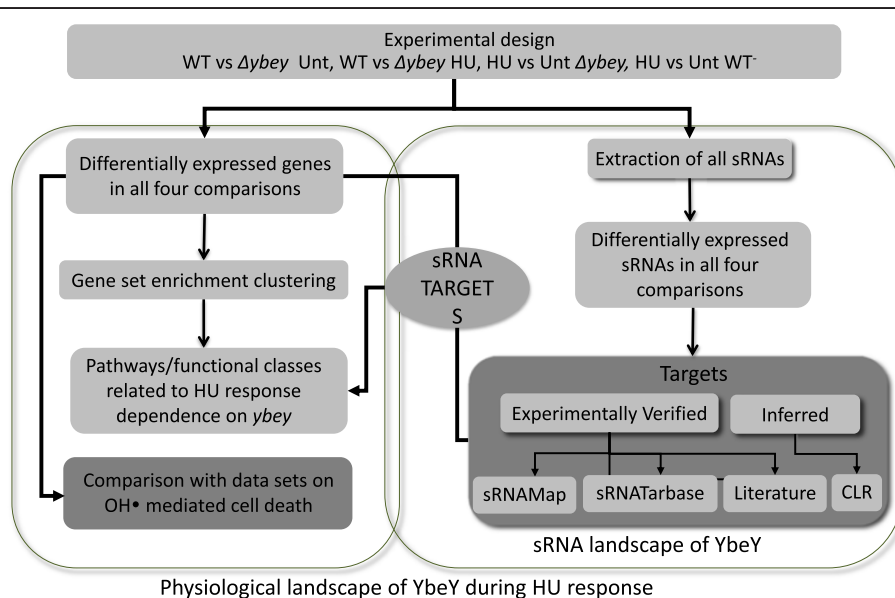 Experimental design
WT vs Δybey Unt, WT vs Δybey HU, HU vs Unt Δybey, HU vs Unt WT-
Differentially expressed genes
in all four comparisons
Gene set enrichment clustering
Pathways/functional classes
related to HU response
dependence on ybey
Comparison with data sets on
OH• mediated cell death
sRNA
TARGET
S
Extraction of all sRNAs
Differentially expressed
sRNAs in all four
comparisons
Targets
Experimentally Verified
Inferred
sRNAMap
sRNATarbase
Literature
CLR
sRNA landscape of YbeY
Physiological landscape of YbeY during HU response